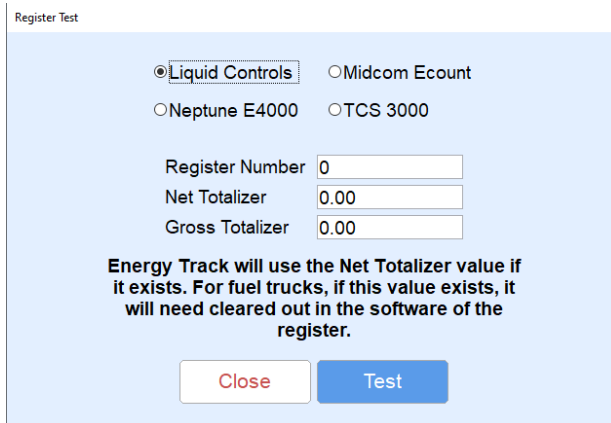 Register Test
Liquid Controls Midcom Ecount
Neptune E4000 TCS 3000
Register Number 0
Net Totalizer 0.00
Gross Totalizer 0.00
Energy Track will use the Net Totalizer value if
it exists. For fuel trucks, if this value exists, it
will need cleared out in the software of the
register.
Close Test